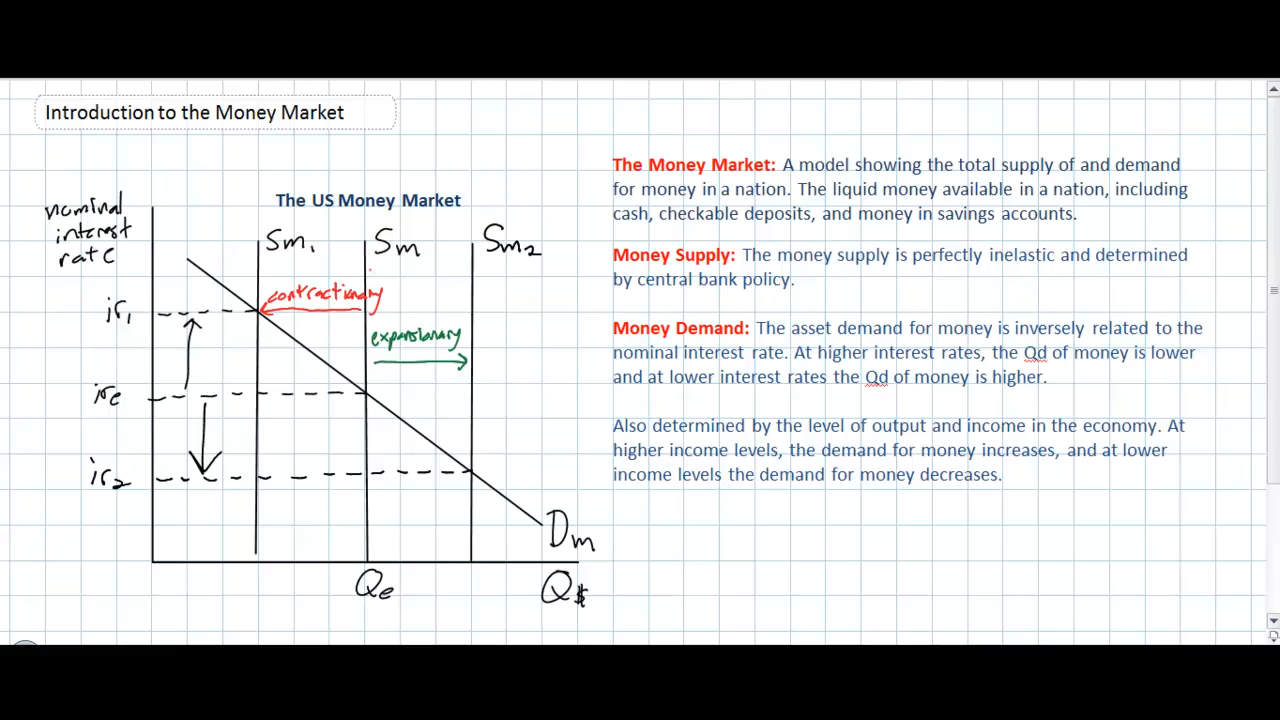 Introduction to the Money Market
The US Money Market
nominal
interest
rate
Sm1
Sm
Sm2
contractionary
expansionary
ir1
ire
ir2
Dm
Qe
Q$
The Money Market: A model showing the total supply of and demand
for money in a nation. The liquid money available in a nation, including
cash, checkable deposits, and money in savings accounts.
Money Supply: The money supply is perfectly inelastic and determined
by central bank policy.
Money Demand: The asset demand for money is inversely related to the
nominal interest rate. At higher interest rates, the Qd of money is lower
and at lower interest rates the Qd of money is higher.
Also determined by the level of output and income in the economy. At
higher income levels, the demand for money increases, and at lower
income levels the demand for money decreases.